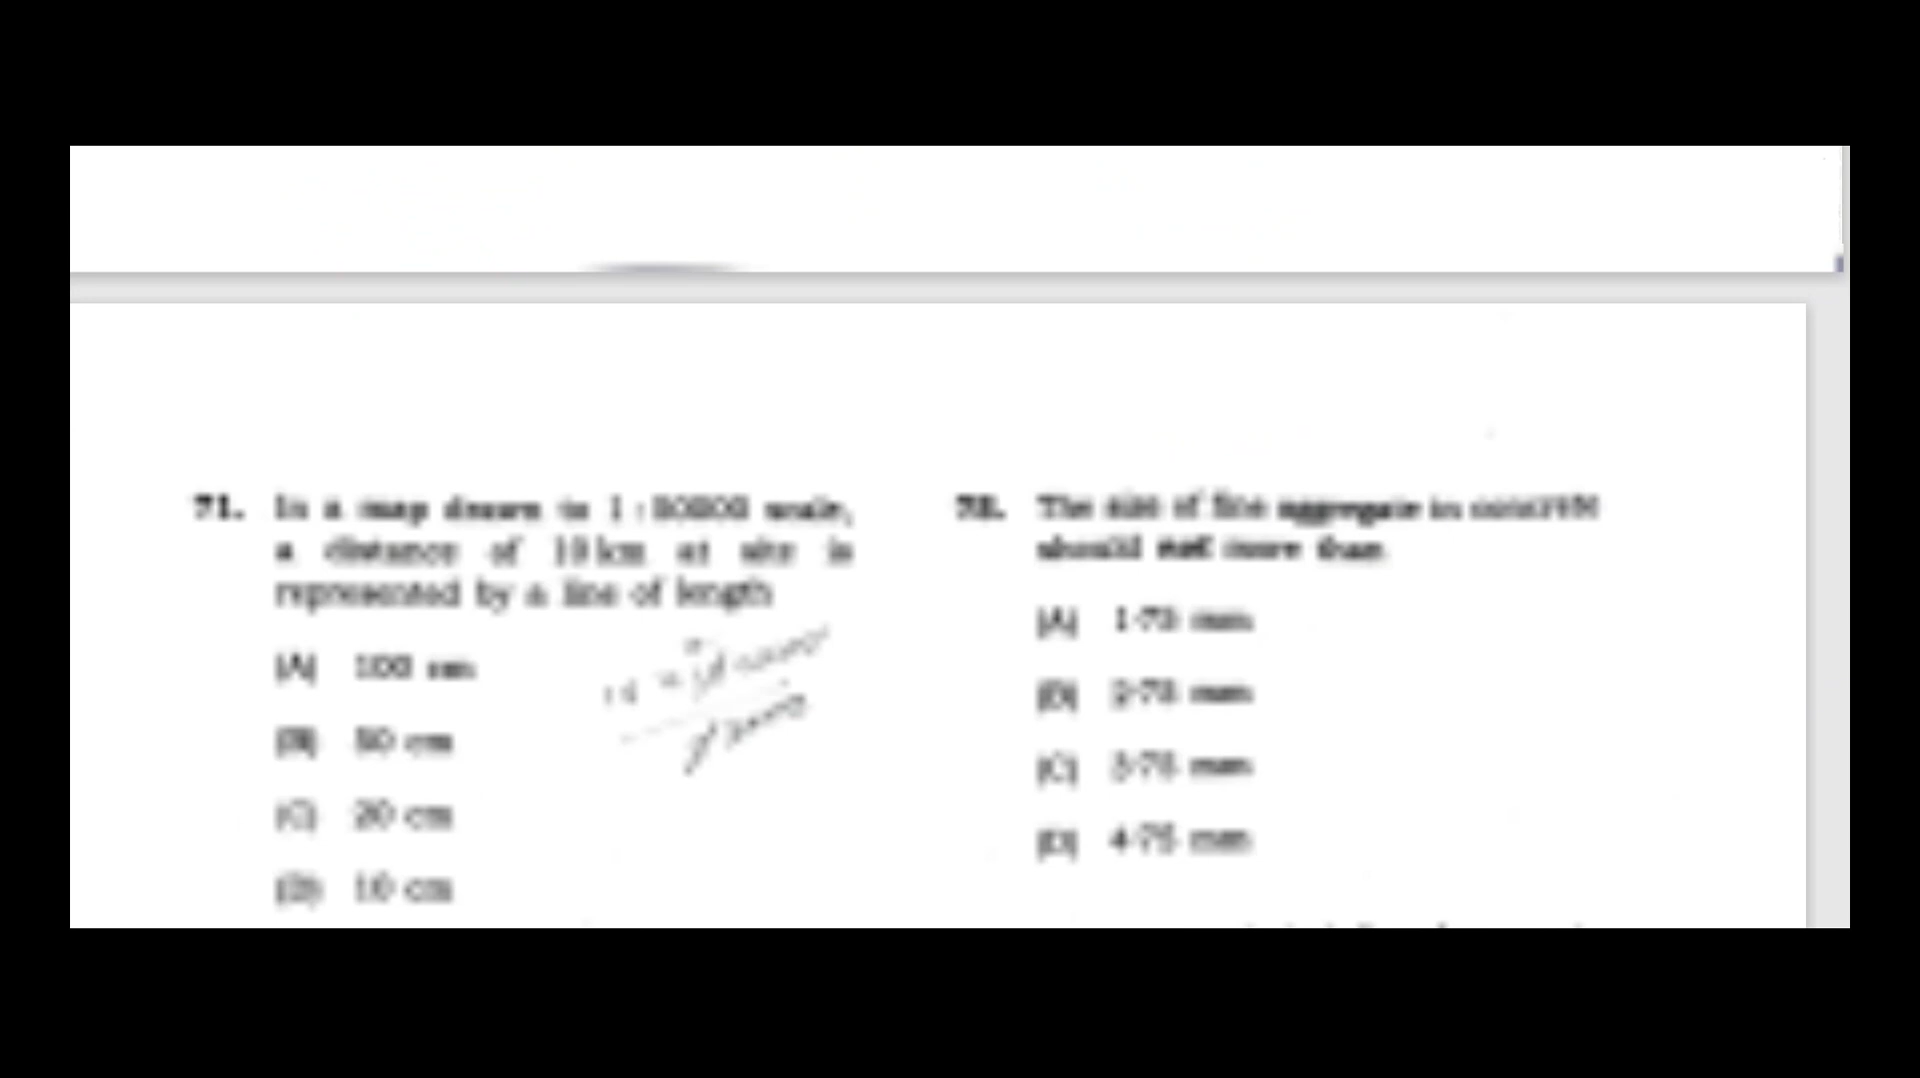 71. In a map drawn to 1 : scale,
a distance of 10 km at site is
represented by a line of length
(A) 100 cm
(B) 50 cm
(C) 20 cm
(D) 10 cm
The size of fine aggregate in concrete
should not more than
(A) 1·75 mm
(B) 2·75 mm
(C) 3·75 mm
(D) 4·75 mm